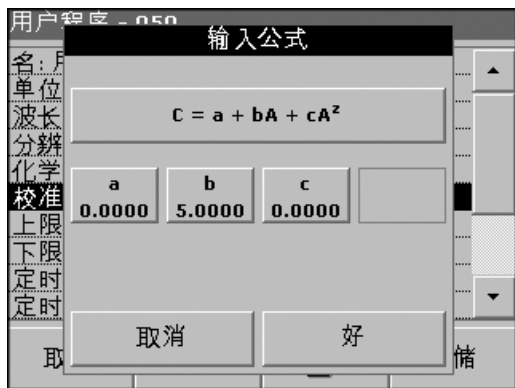 用户程序 - 050
输入公式
名:
单位
波长
分辨
化学
校准
上限
下限
定时
定时
C = a + bA + cA²
a b c
0.0000 5.0000 0.0000
取消 好
取 储